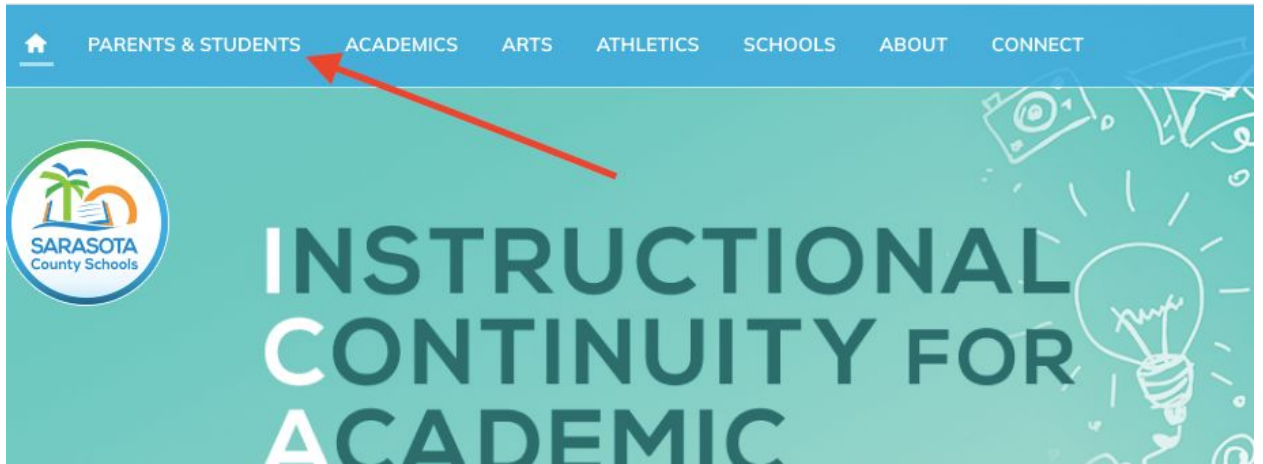 PARENTS & STUDENTS ACADEMICS ARTS ATHLETICS SCHOOLS ABOUT CONNECT
SARASOTA
County Schools
INSTRUCTIONAL
CONTINUITY FOR
ACADEMIC